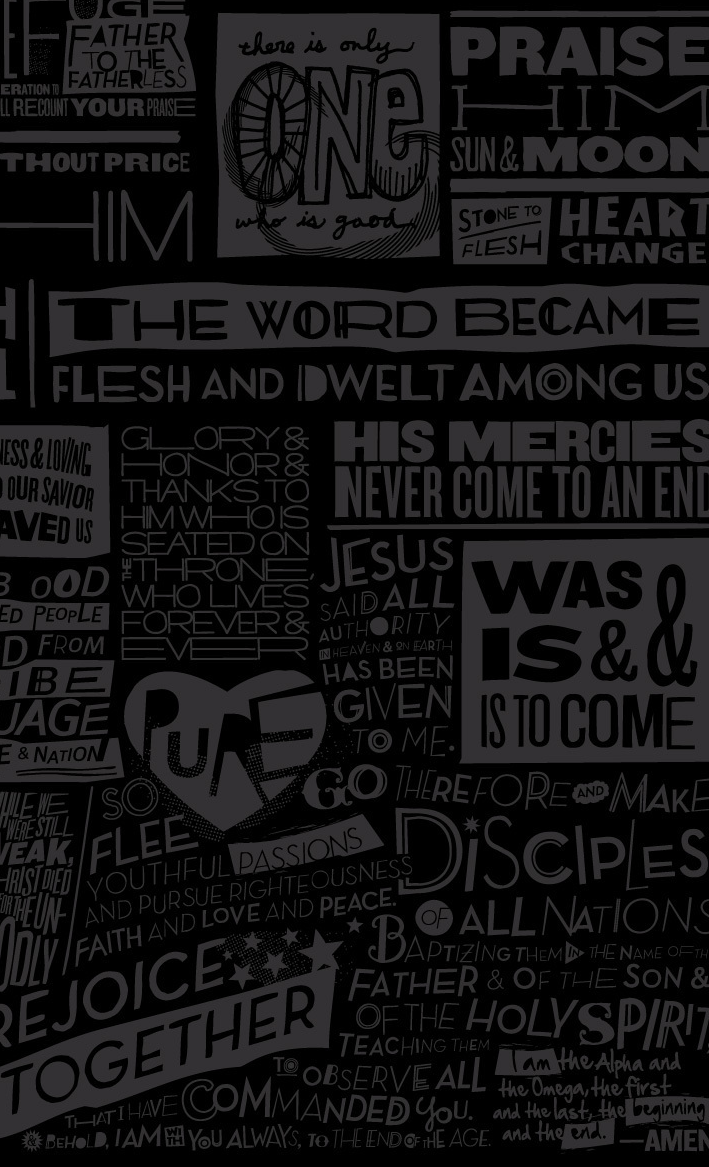 UGE
FATHER
TO THE
FATHERLESS
ERATION TO
LL RECOUNT YOUR PRAISE
THOUT PRICE
HIM
there is only
ONE
who is good
PRAISE
HIM
SUN & MOON
STONE TO
FLESH
HEART
CHANGE
THE WORD BECAME
FLESH AND DWELT AMONG US
NESS & LOVING
OUR SAVIOR
AVED US
GLORY &
HONOR &
THANKS TO
HIM WHO IS
SEATED ON
THE THRONE,
WHO LIVES
FOREVER &
EVER
HIS MERCIES
NEVER COME TO AN END
B OOD
ED PEOPLE
D FROM
IBE
UAGE
E & NATION
JESUS
SAID ALL
AUTHORITY
IN HEAVEN & ON EARTH
HAS BEEN
GIVEN
TO ME.
WAS &
IS & &
IS TO COME
PURE
SO
FLEE
YOUTHFUL PASSIONS
AND PURSUE RIGHTEOUSNESS
FAITH AND LOVE AND PEACE.
HILE WE
WERE STILL
WEAK,
HRIST DIED
FOR THE UN-
ODLY
GO THEREFORE AND MAKE
DISCIPLES
OF ALL NATIONS
BAPTIZING THEM IN THE NAME OF TH
FATHER & OF THE SON &
OF THE HOLY SPIRIT
TEACHING THEM
TO OBSERVE ALL
THAT I HAVE COMMANDED YOU.
& BEHOLD, I AM WITH YOU ALWAYS, TO THE END OF THE AGE.
REJOICE
TOGETHER
I am the Alpha and
the Omega, the first
and the last, the beginning
and the end.
—AMEN